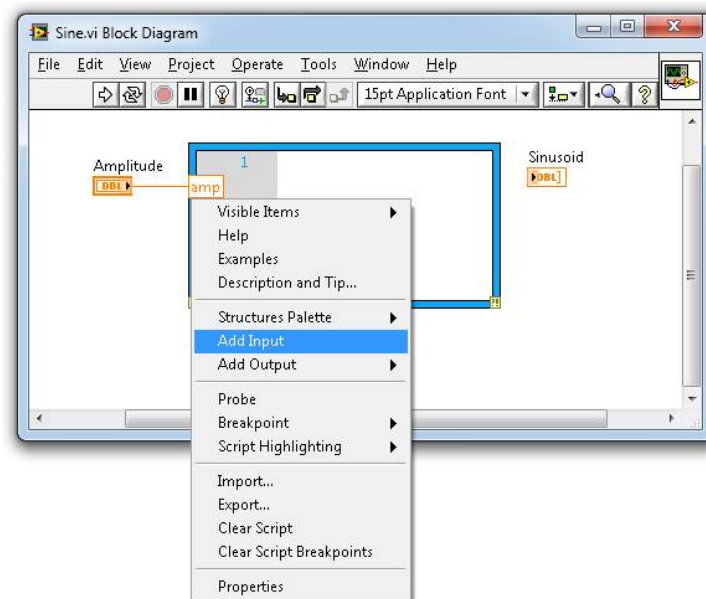 Sine.vi Block Diagram
File Edit View Project Operate Tools Window Help
15pt Application Font
Amplitude
DBL
amp
1
Sinusoid
DBL
Visible Items
Help
Examples
Description and Tip...
Structures Palette
Add Input
Add Output
Probe
Breakpoint
Script Highlighting
Import...
Export...
Clear Script
Clear Script Breakpoints
Properties